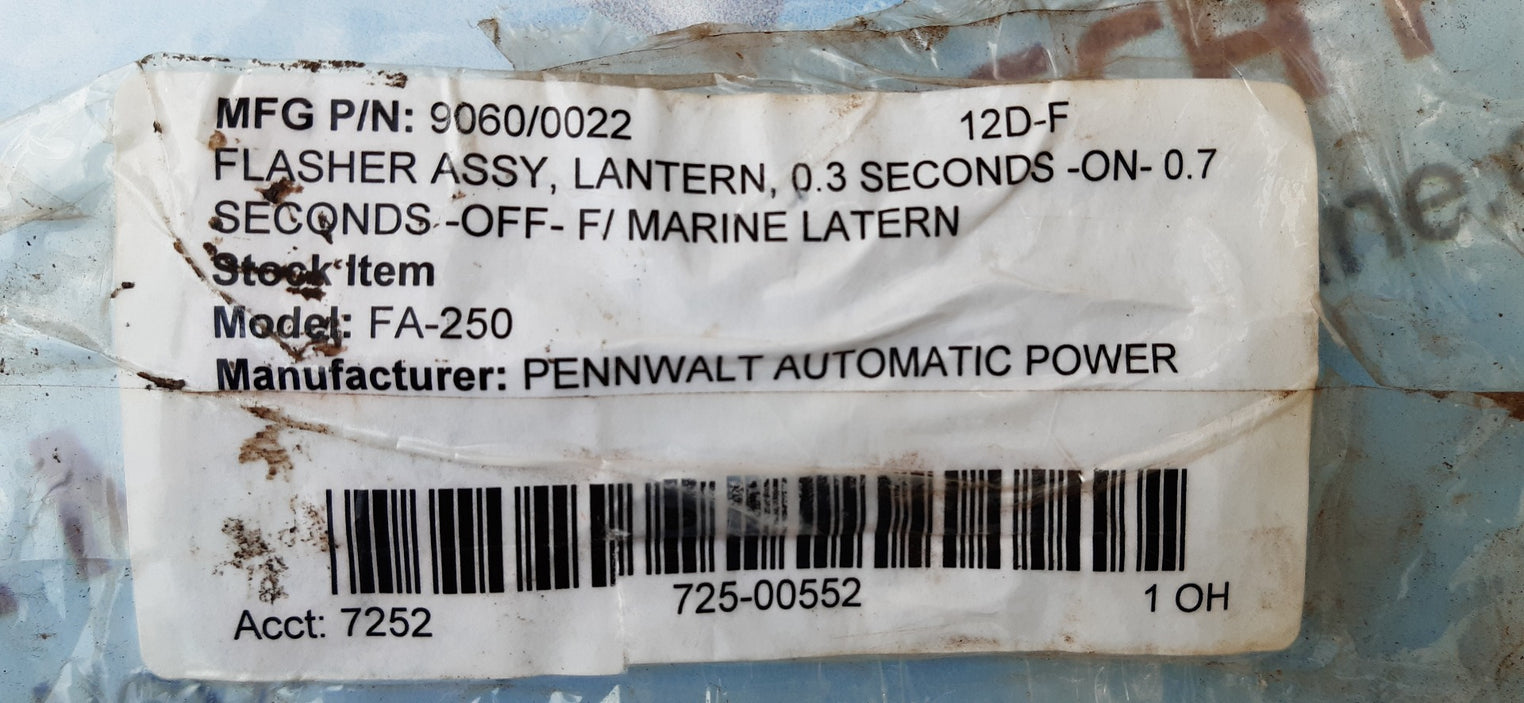 MFG P/N: 9060/0022 12D-F
FLASHER ASSY, LANTERN, 0.3 SECONDS -ON- 0.7
SECONDS -OFF- F/ MARINE LATERN
Stock Item
Model: FA-250
Manufacturer: PENNWALT AUTOMATIC POWER
725-00552
Acct: 7252 1 OH